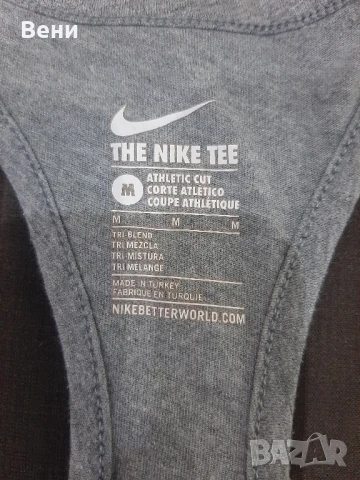 Вени
THE NIKE TEE
M
ATHLETIC CUT
CORTE ATLÉTICO
COUPE ATHLÉTIQUE
M M M
TRI BLEND
TRI MEZCLA
TRI MISTURA
TRI MÉLANGE
MADE IN TURKEY
FABRIQUÉ EN TURQUIE
NIKEBETTERWORLD.COM
BAZAR